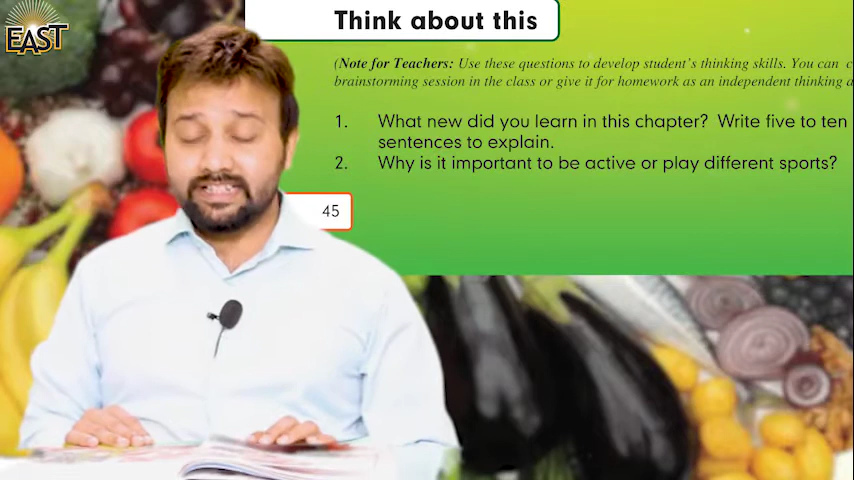 EAST
Think about this
(Note for Teachers: Use these questions to develop student's thinking skills. You can
brainstorming session in the class or give it for homework as an independent thinking
1. What new did you learn in this chapter? Write five to ten
sentences to explain.
2. Why is it important to be active or play different sports?
45